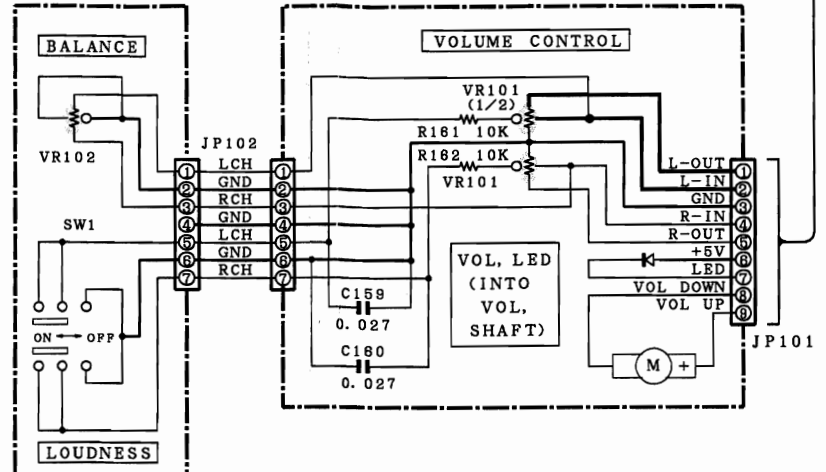 BALANCE
VR102
SW1
ON ↔ OFF
LOUDNESS
JP102
① LCH ①
② GND ②
③ RCH ③
④ GND ④
⑤ LCH ⑤
⑥ GND ⑥
⑦ RCH ⑦
VOLUME CONTROL
VR101
(1/2)
R161 10K
R162 10K
VR101
C159
0.027
C160
0.027
VOL, LED
(INTO
VOL,
SHAFT)
M +
L-OUT ①
L-IN ②
GND ③
R-IN ④
R-OUT ⑤
+5V ⑥
LED ⑦
VOL DOWN ⑧
VOL UP ⑨
JP101